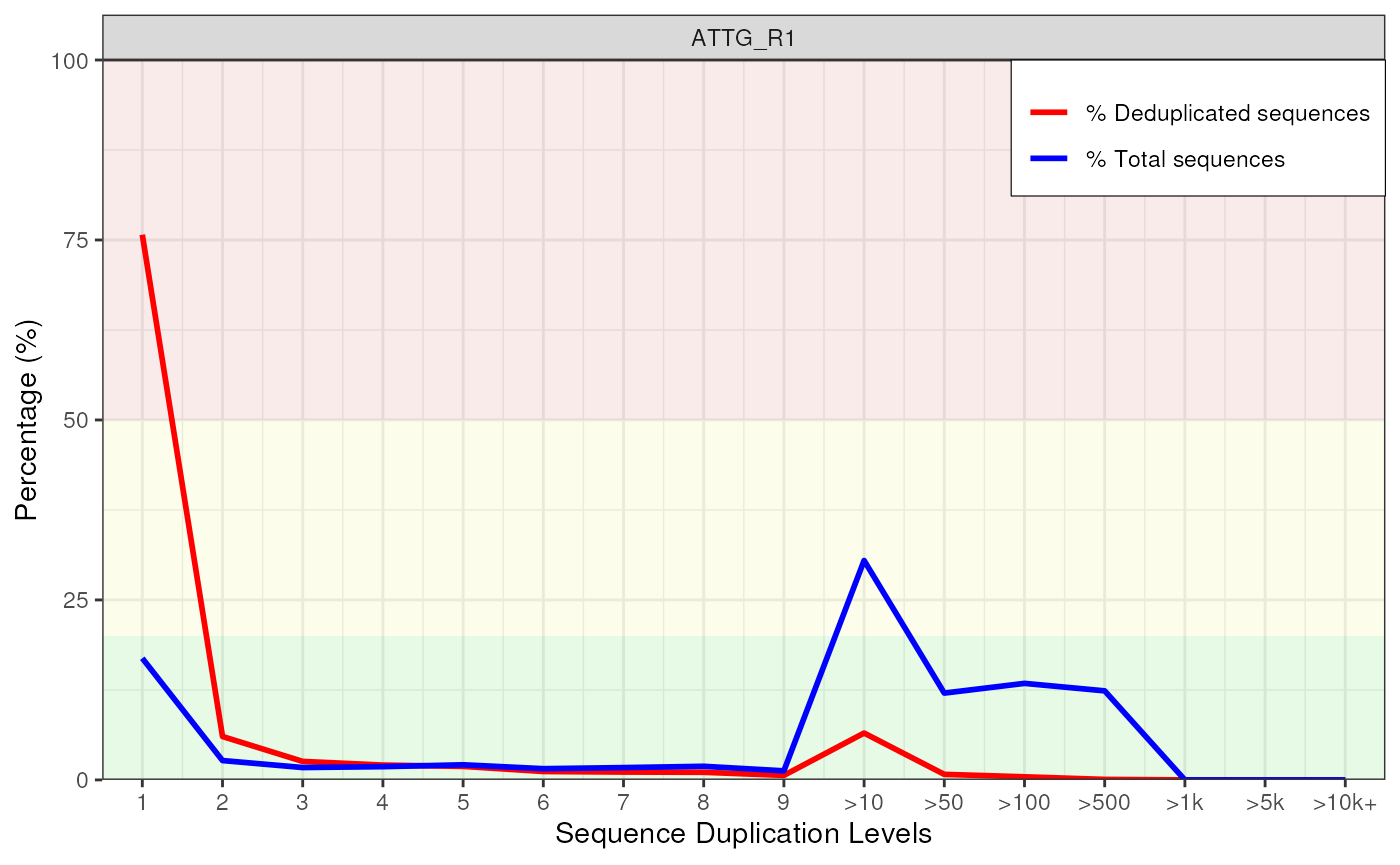 ATTG_R1
% Deduplicated sequences
% Total sequences
Percentage (%)
100
75
50
25
0
1 2 3 4 5 6 7 8 9 >10 >50 >100 >500 >1k >5k >10k+
Sequence Duplication Levels